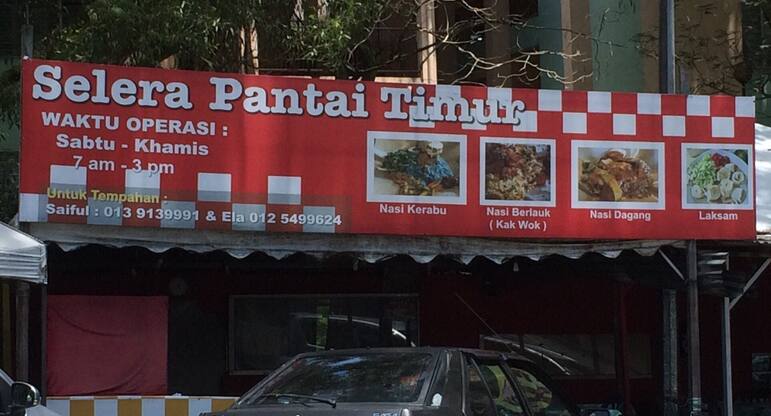 Selera Pantai Timur
WAKTU OPERASI :
Sabtu - Khamis
7 am - 3 pm
Untuk Tempahan :
Saiful : 013 9139991 & Ela 012 5499624
Nasi Kerabu
Nasi Berlauk
( Kak Wok )
Nasi Dagang
Laksam